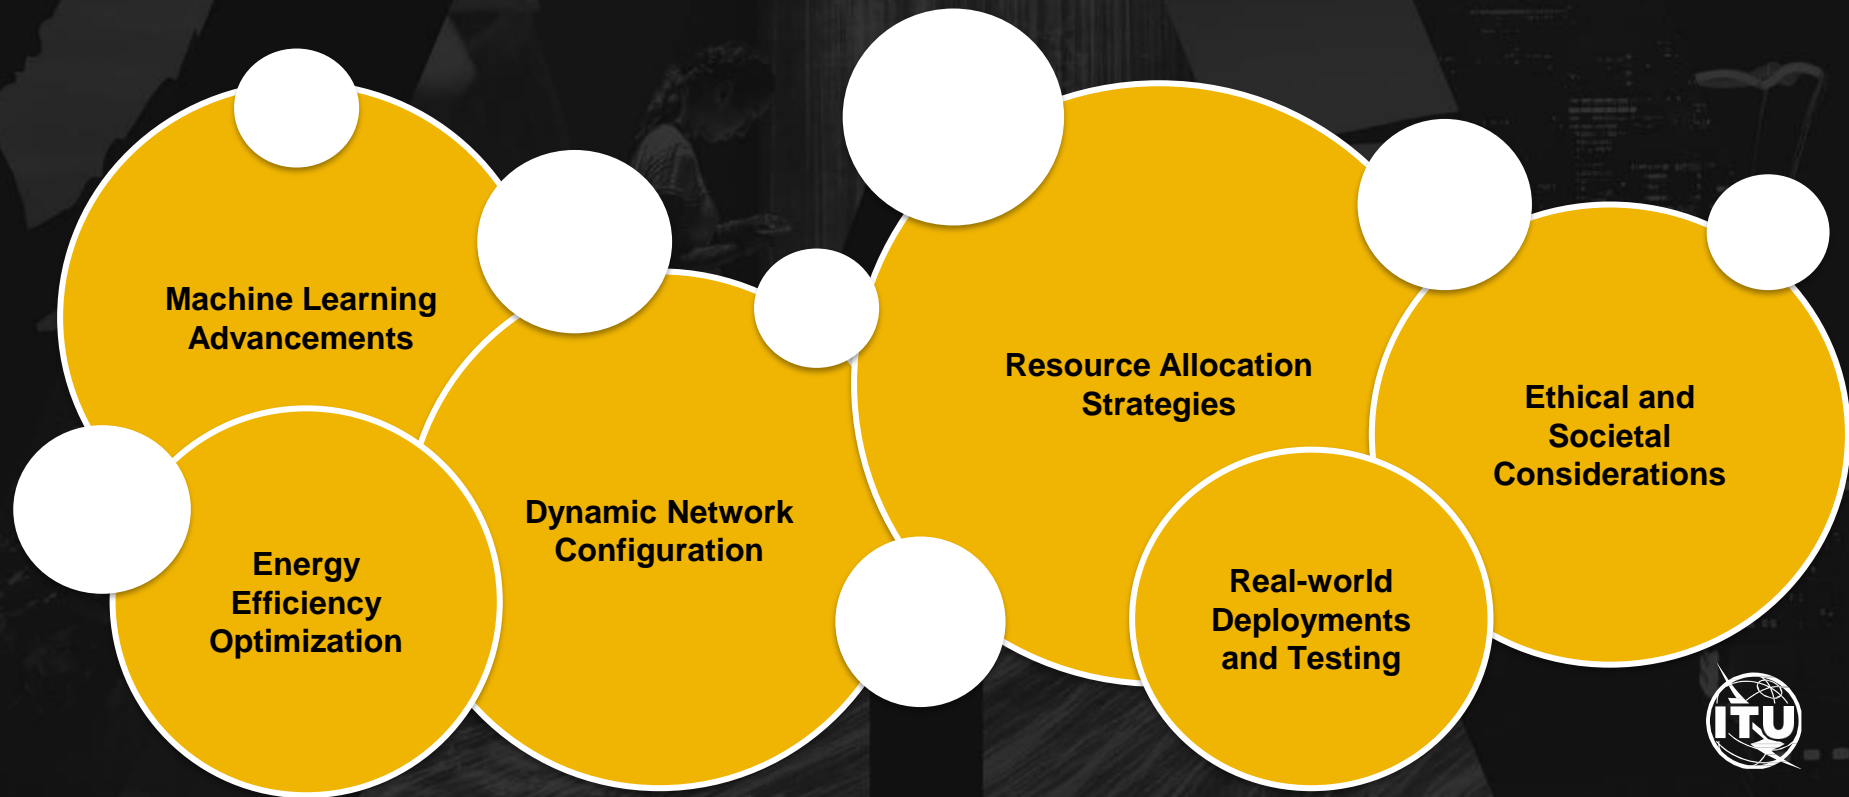 Machine Learning
Advancements
Energy
Efficiency
Optimization
Dynamic Network
Configuration
Resource Allocation
Strategies
Real-world
Deployments
and Testing
Ethical and
Societal
Considerations
ITU